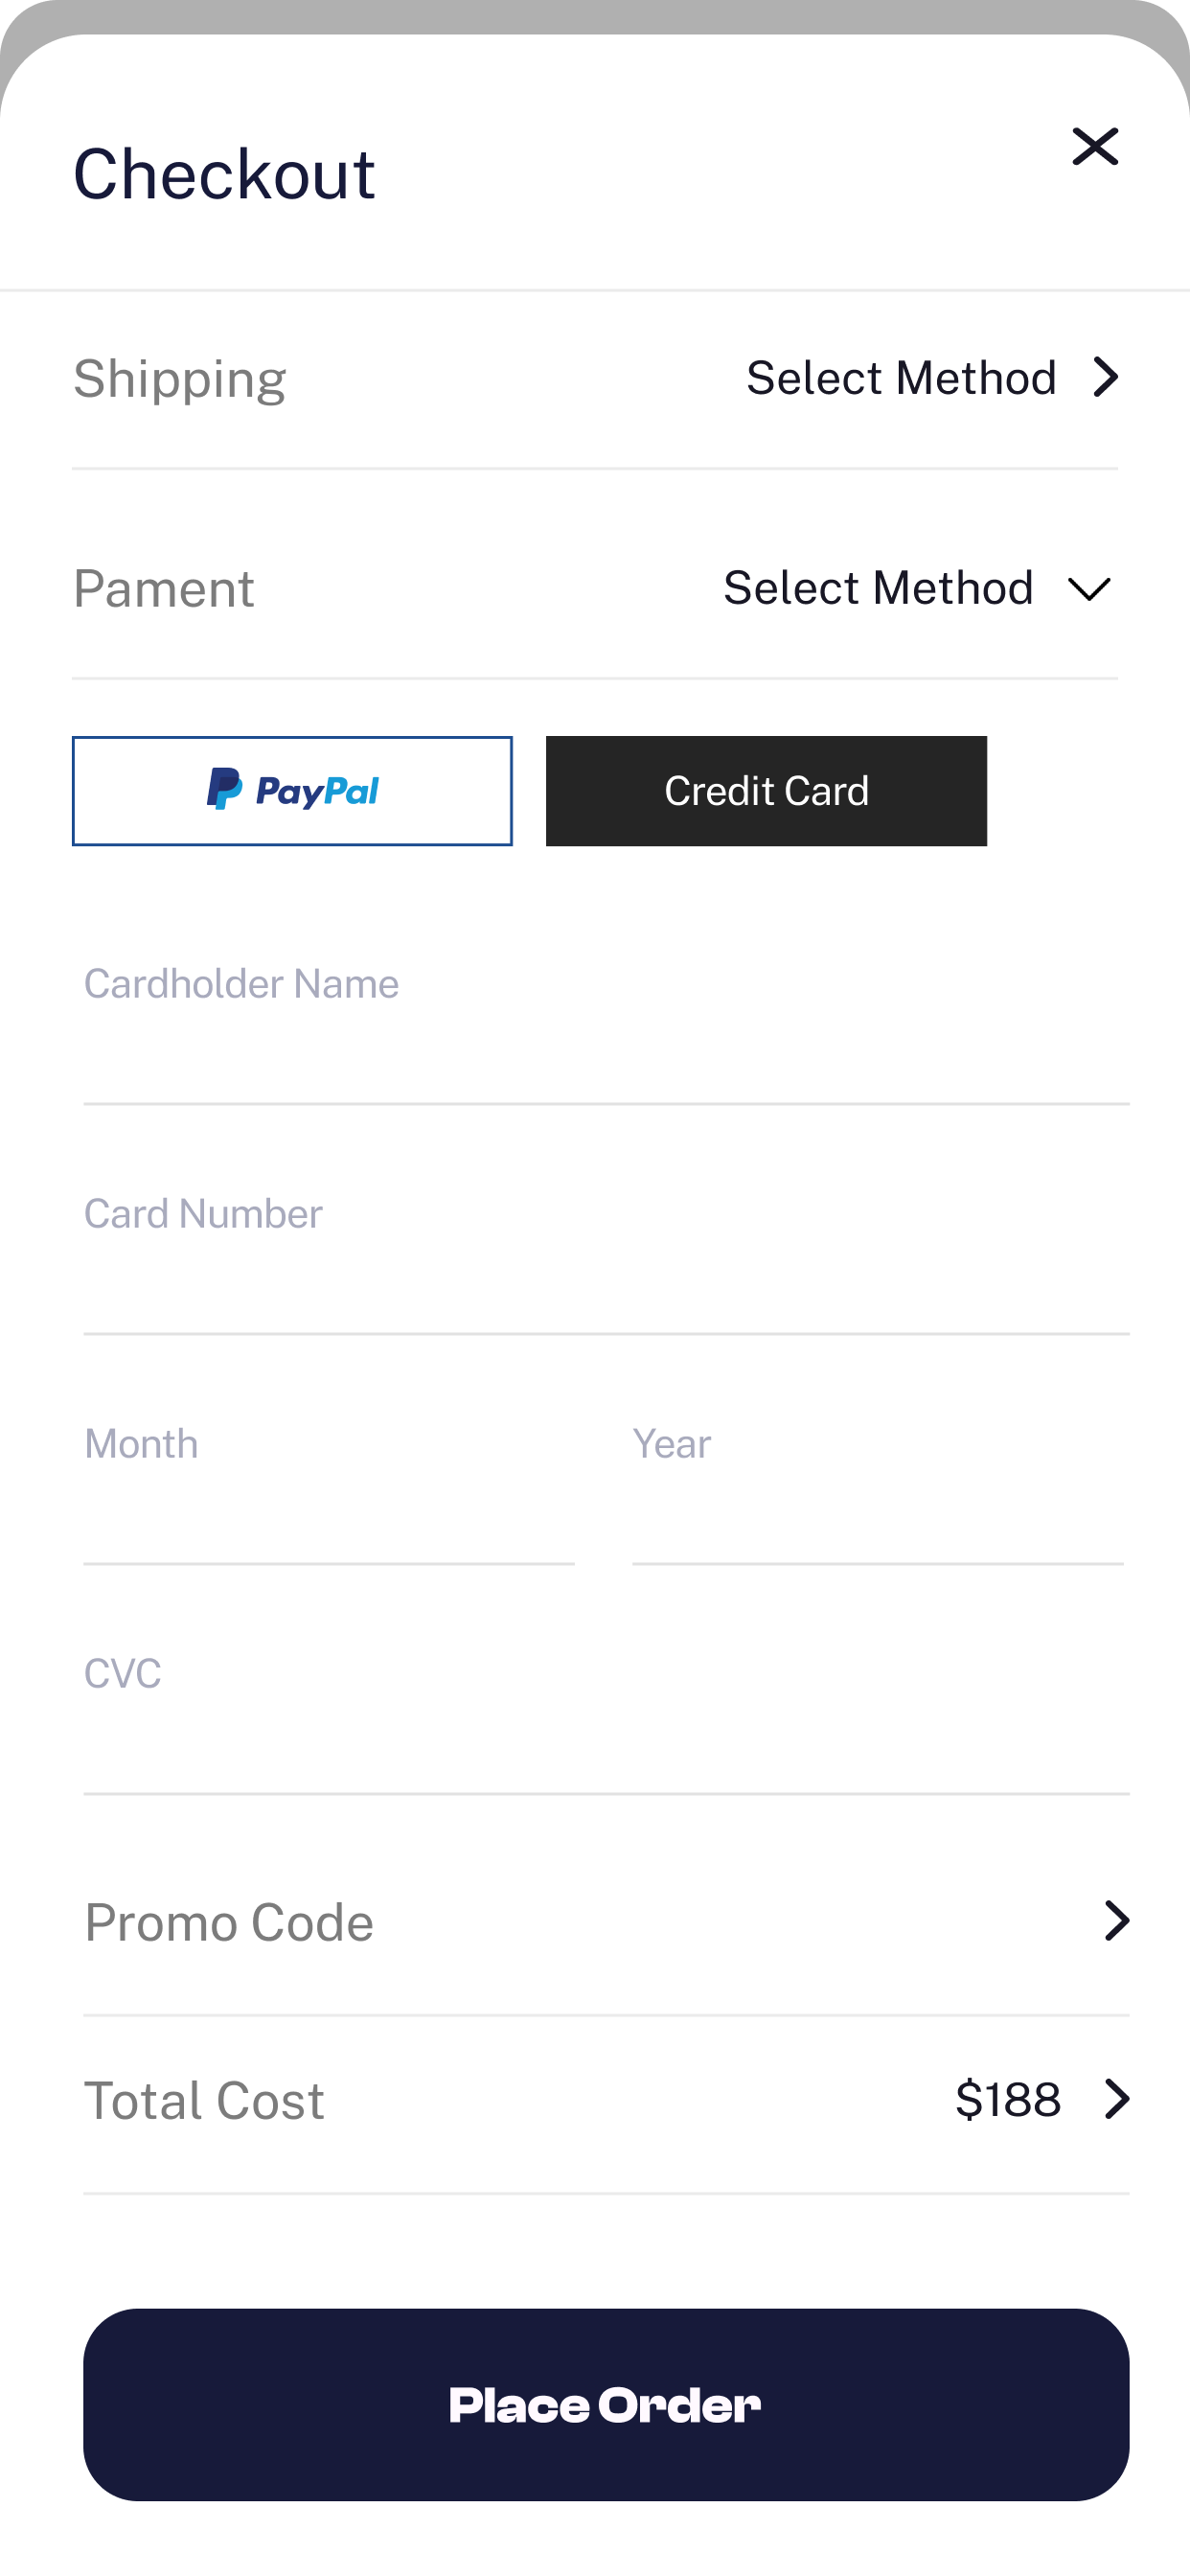 Checkout
Shipping Select Method
Pament Select Method
PayPal Credit Card
Cardholder Name
Card Number
Month Year
CVC
Promo Code
Total Cost $188
Place Order